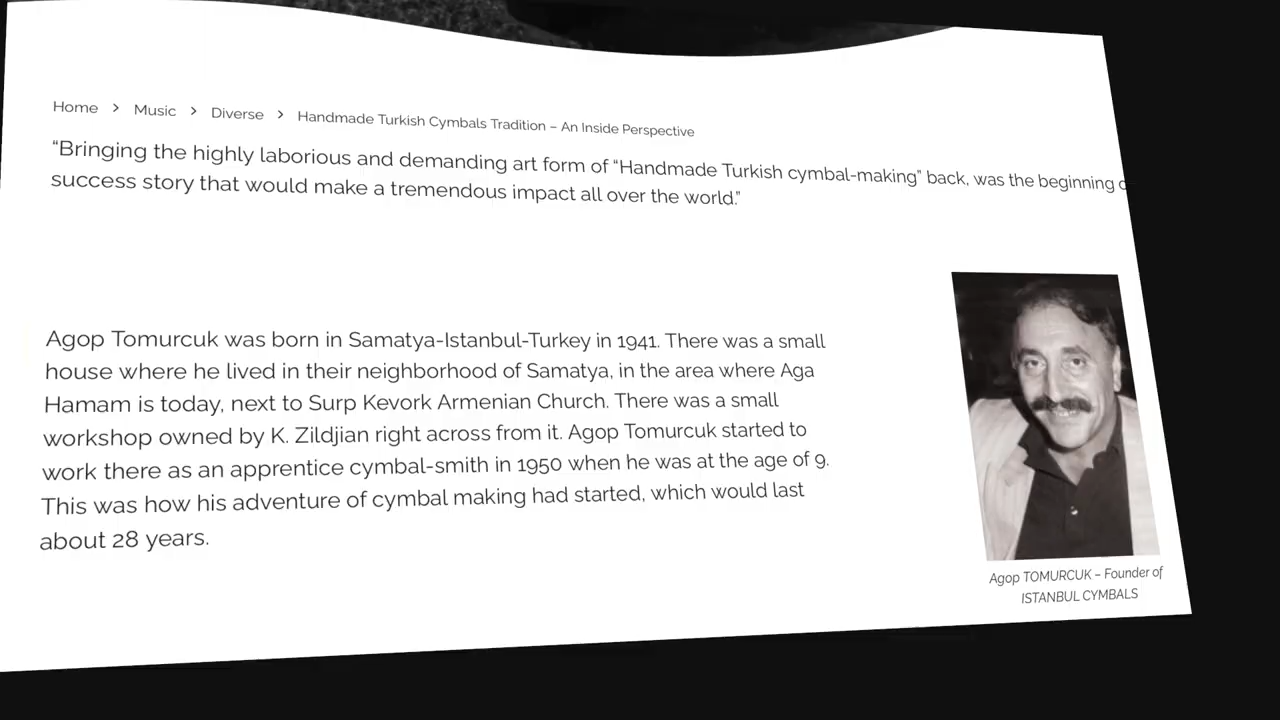 Home > Music > Diverse > Handmade Turkish Cymbals Tradition – An Inside Perspective
“Bringing the highly laborious and demanding art form of “Handmade Turkish cymbal-making” back, was the beginning
success story that would make a tremendous impact all over the world.”
Agop Tomurcuk was born in Samatya-Istanbul-Turkey in 1941. There was a small
house where he lived in their neighborhood of Samatya, in the area where Aga
Hamam is today, next to Surp Kevork Armenian Church. There was a small
workshop owned by K. Zildjian right across from it. Agop Tomurcuk started to
work there as an apprentice cymbal-smith in 1950 when he was at the age of 9.
This was how his adventure of cymbal making had started, which would last
about 28 years.
Agop TOMURCUK – Founder of
ISTANBUL CYMBALS